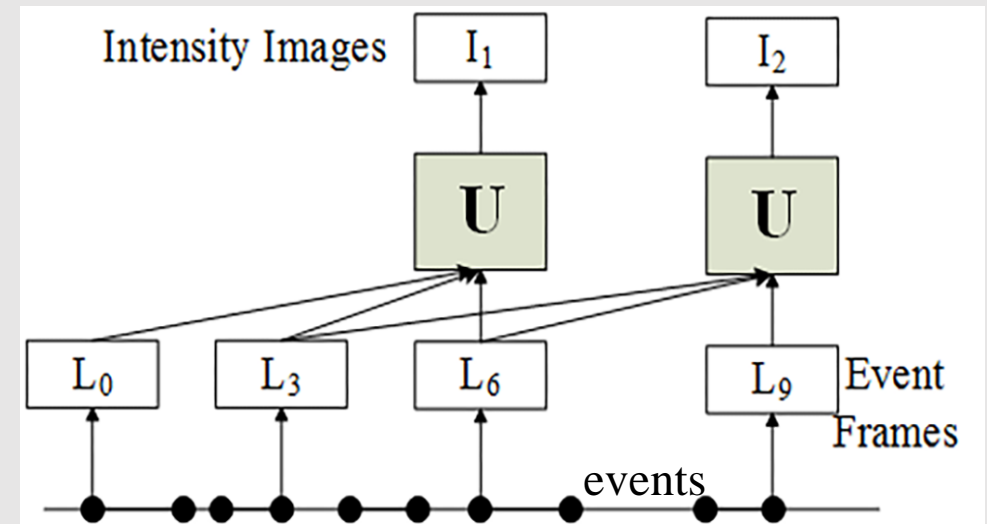 Intensity Images
I₁
I₂
U
U
L₀
L₃
L₆
L₉
Event
Frames
events